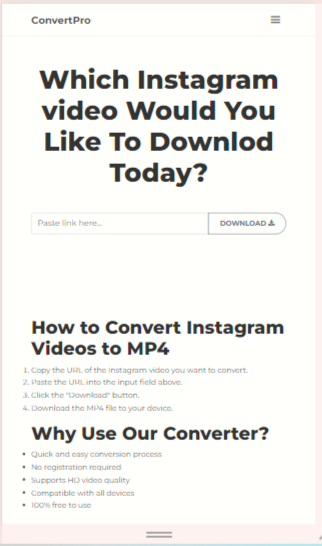 ConvertPro
Which Instagram
video Would You
Like To Downlod
Today?
Paste link here...
DOWNLOAD
How to Convert Instagram
Videos to MP4
1. Copy the URL of the Instagram video you want to convert.
2. Paste the URL into the input field above.
3. Click the "Download" button.
4. Download the MP4 file to your device.
Why Use Our Converter?
• Quick and easy conversion process
• No registration required
• Supports HD video quality
• Compatible with all devices
• 100% free to use